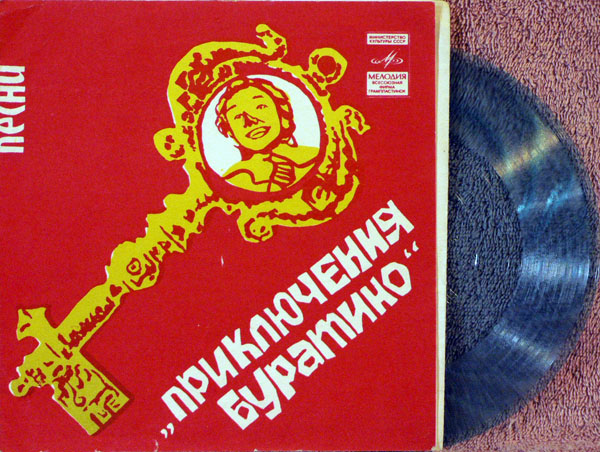 песни
МИНИСТЕРСТВО
КУЛЬТУРЫ СССР
МЕЛОДИЯ
ВСЕСОЮЗНАЯ
ФИРМА
ГРАМПЛАСТИНОК
„ПРИКЛЮЧЕНИЯ
БУРАТИНО“